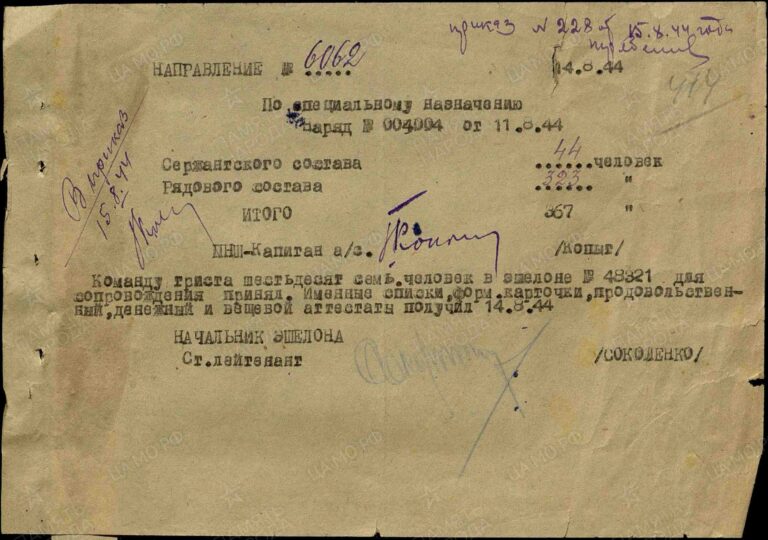 приказ № 228 от 15.8.44 года
НАПРАВЛЕНИЕ № 6062
14.8.44
414
По специальному назначению
Наряд № 004004 от 11.8.44
В приказ
15.8.44
Сержантского состава 44 человек
Рядового состава 323 "
ИТОГО 367 "
ПНШ-Капитан а/с. /Копыт/
Команду триста шестьдесят семь.человек в эшелоне № 48321 для
сопровождения принял. Именные списки,форм.карточки,продовольствен-
ный,денежный и вещевой аттестаты получил 14.8.44
НАЧАЛЬНИК ЭШЕЛОНА
Ст.лейтенант /СОКОЛЕНКО/